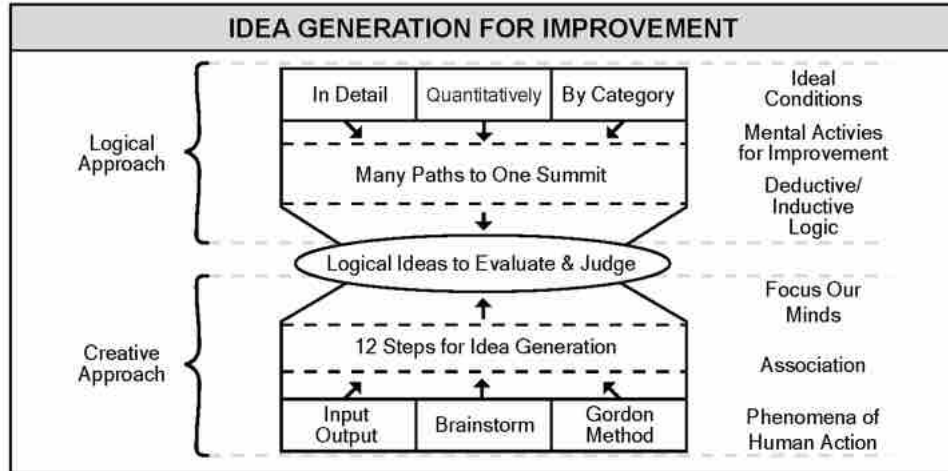 IDEA GENERATION FOR IMPROVEMENT
In Detail
Quantitatively
By Category
Ideal
Conditions
Logical
Approach
Mental Activies
for Improvement
Many Paths to One Summit
Deductive/
Inductive
Logic
Logical Ideas to Evaluate & Judge
Focus Our
Minds
Creative
Approach
12 Steps for Idea Generation
Association
Input
Output
Brainstorm
Gordon
Method
Phenomena of
Human Action